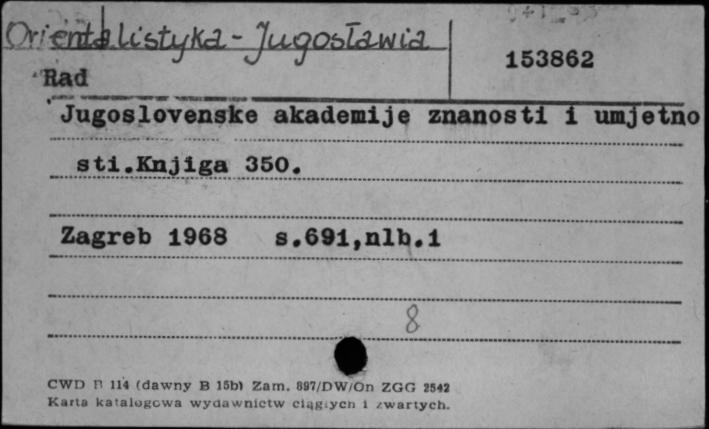 Orientalistyka - Jugosławia
153862
Rad
Jugoslovenske akademije znanosti i umjetno
sti.Knjiga 350.
Zagreb 1968 s.691,nlb.1
8
CWD B 114 (dawny B 15b) Zam. 897/DW/On ZGG 2542
Karta katalogowa wydawnictw ciągłych i zwartych.